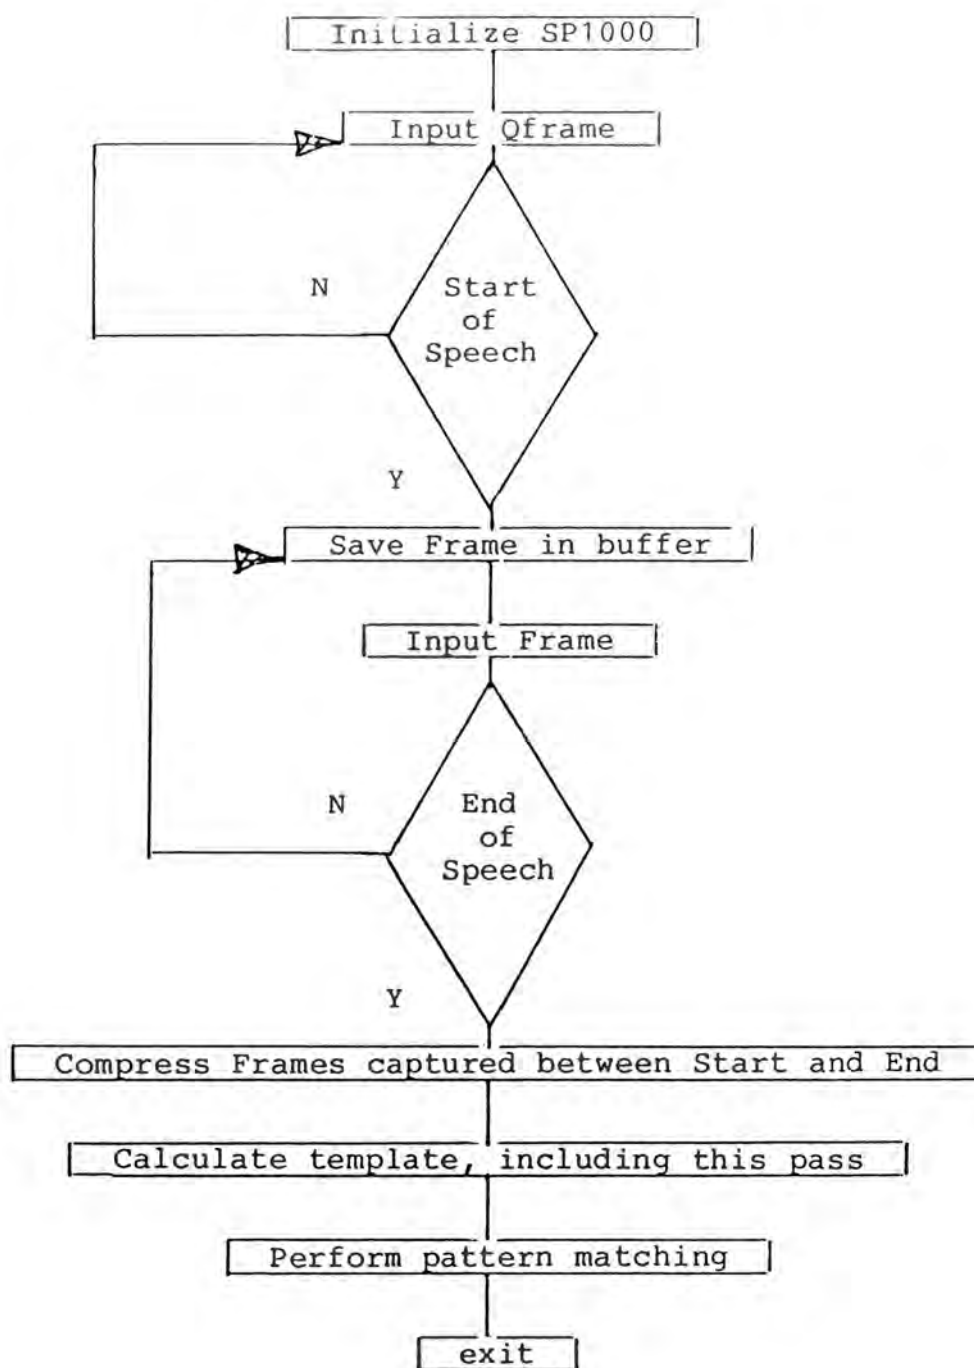 Initialize SP1000
Input Qframe
N
Start
of
Speech
Y
Save Frame in buffer
Input Frame
N
End
of
Speech
Y
Compress Frames captured between Start and End
Calculate template, including this pass
Perform pattern matching
exit